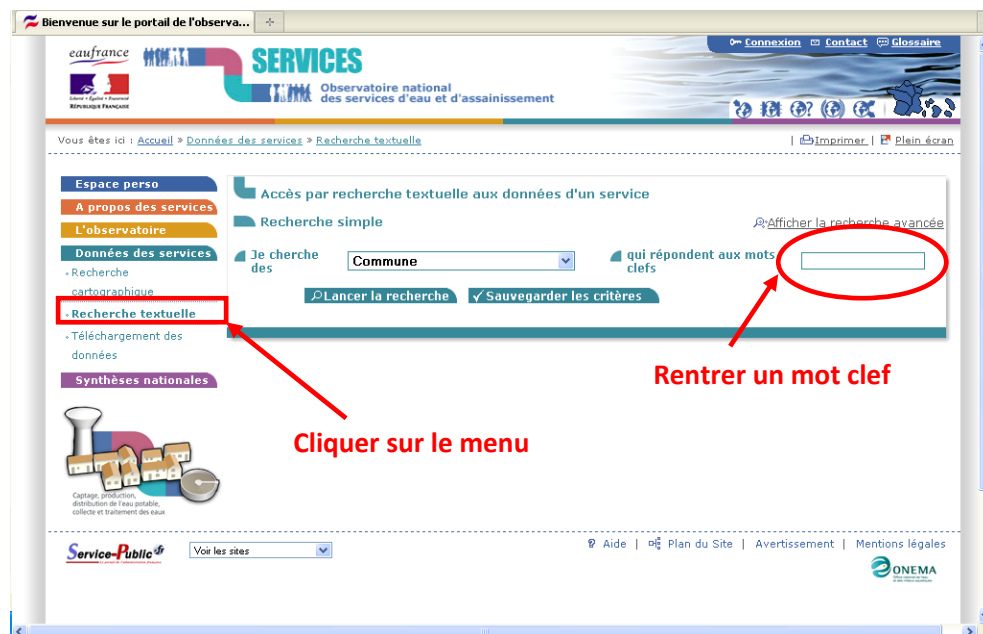 Bienvenue sur le portail de l'observa...
Connexion Contact Glossaire
eaufrance
SERVICES
Observatoire national
des services d'eau et d'assainissement
Liberté • Égalité • Fraternité
RÉPUBLIQUE FRANÇAISE
Vous êtes ici : Accueil » Données des services » Recherche textuelle
| Imprimer | Plein écran
Espace perso
A propos des services
L'observatoire
Données des services
Recherche
cartographique
Recherche textuelle
Téléchargement des
données
Synthèses nationales
Accès par recherche textuelle aux données d'un service
Recherche simple
Afficher la recherche avancée
Je cherche
des
Commune
qui répondent aux mots
clefs
Lancer la recherche
Sauvegarder les critères
Rentrer un mot clef
Cliquer sur le menu
Captage, production,
distribution de l'eau potable,
collecte et traitement des eaux
Service-Public.fr
Voir les sites
Aide | Plan du Site | Avertissement | Mentions légales
ONEMA